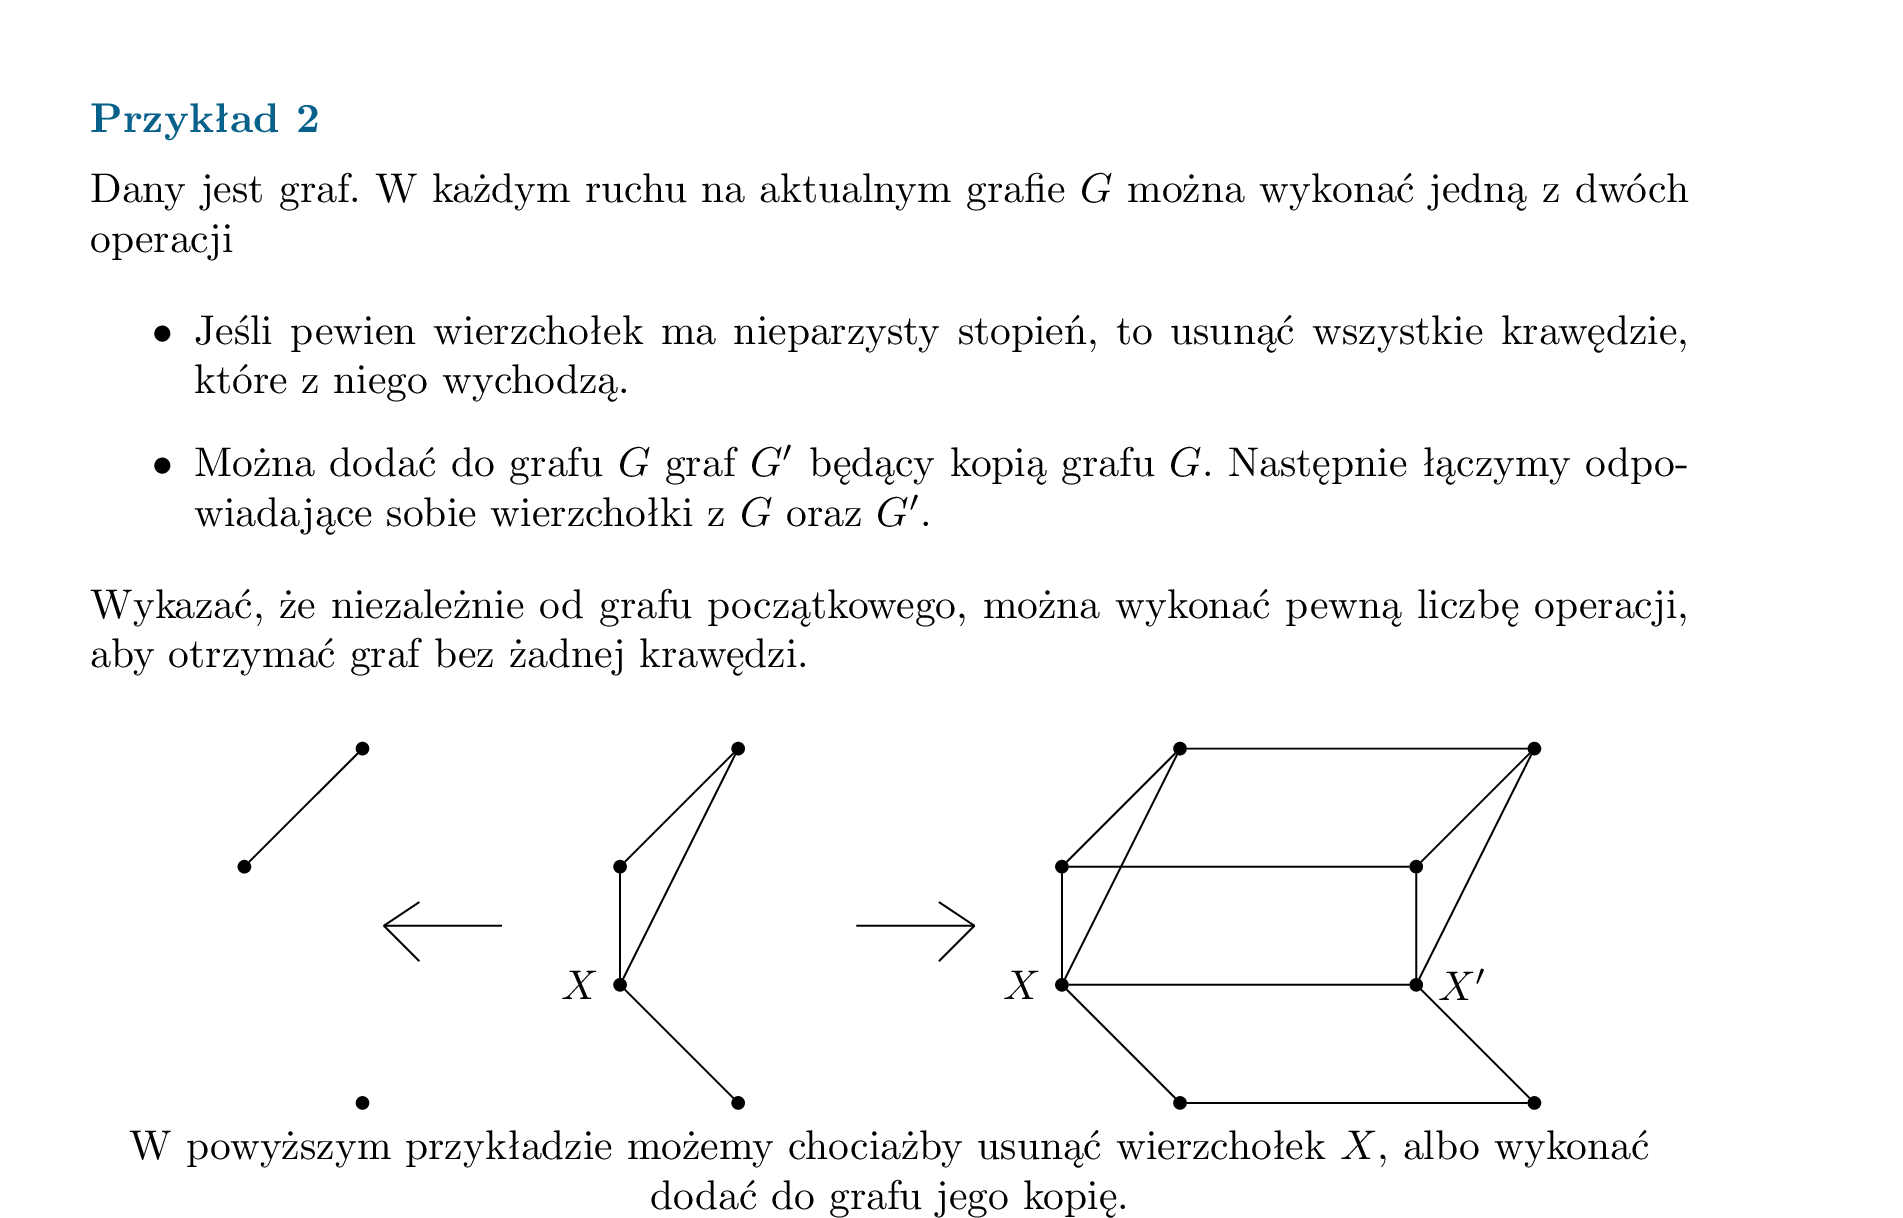 Przykład 2
Dany jest graf. W każdym ruchu na aktualnym grafie G można wykonać jedną z dwóch
operacji
• Jeśli pewien wierzchołek ma nieparzysty stopień, to usunąć wszystkie krawędzie,
które z niego wychodzą.
• Można dodać do grafu G graf G′ będący kopią grafu G. Następnie łączymy odpo-
wiadające sobie wierzchołki z G oraz G′.
Wykazać, że niezależnie od grafu początkowego, można wykonać pewną liczbę operacji,
aby otrzymać graf bez żadnej krawędzi.
X X X′
W powyższym przykładzie możemy chociażby usunąć wierzchołek X, albo wykonać
dodać do grafu jego kopię.